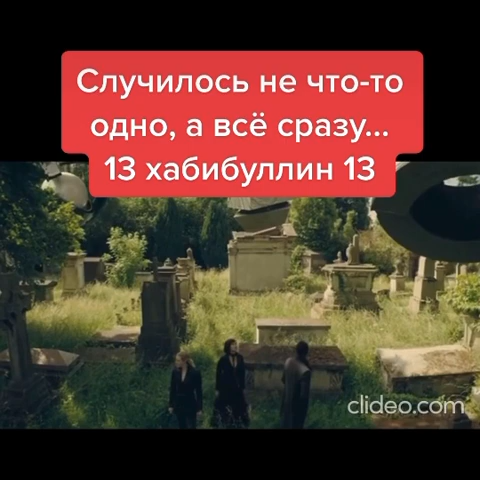 Случилось не что-то
одно, а всё сразу...
13 хабибуллин 13
clideo.com